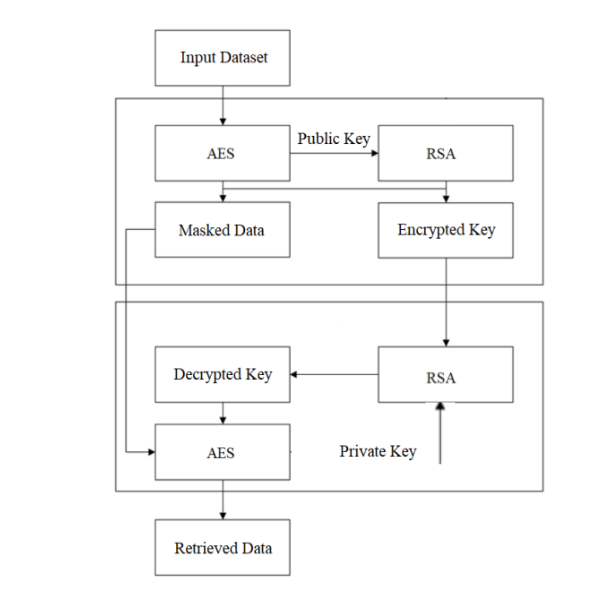 Input Dataset
AES
Public Key
RSA
Masked Data
Encrypted Key
Decrypted Key
RSA
AES
Private Key
Retrieved Data